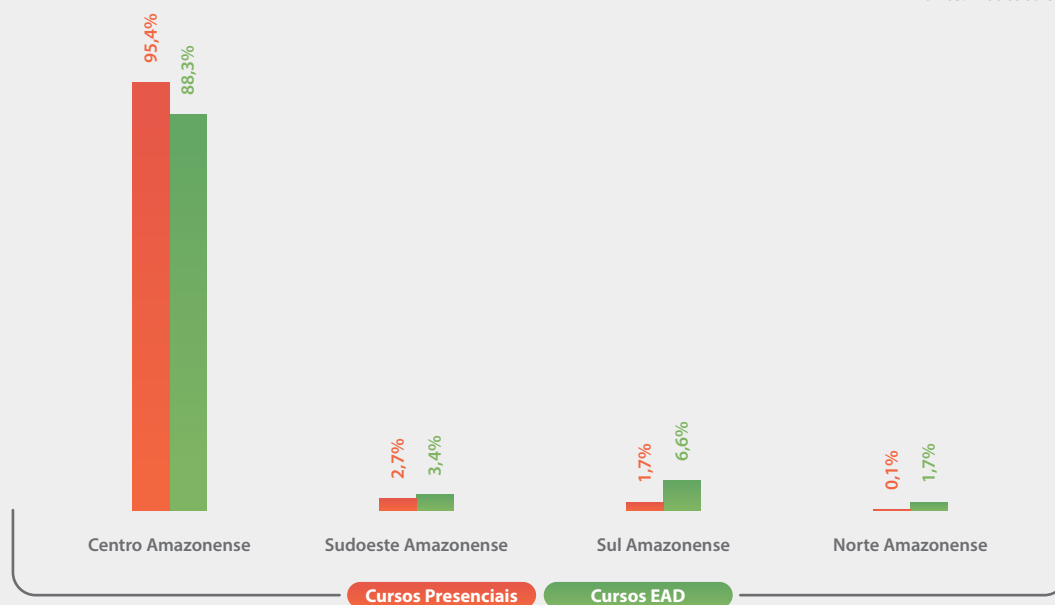 95,4%
88,3%
2,7%
3,4%
1,7%
6,6%
0,1%
1,7%
Centro Amazonense
Sudoeste Amazonense
Sul Amazonense
Norte Amazonense
Cursos Presenciais
Cursos EAD